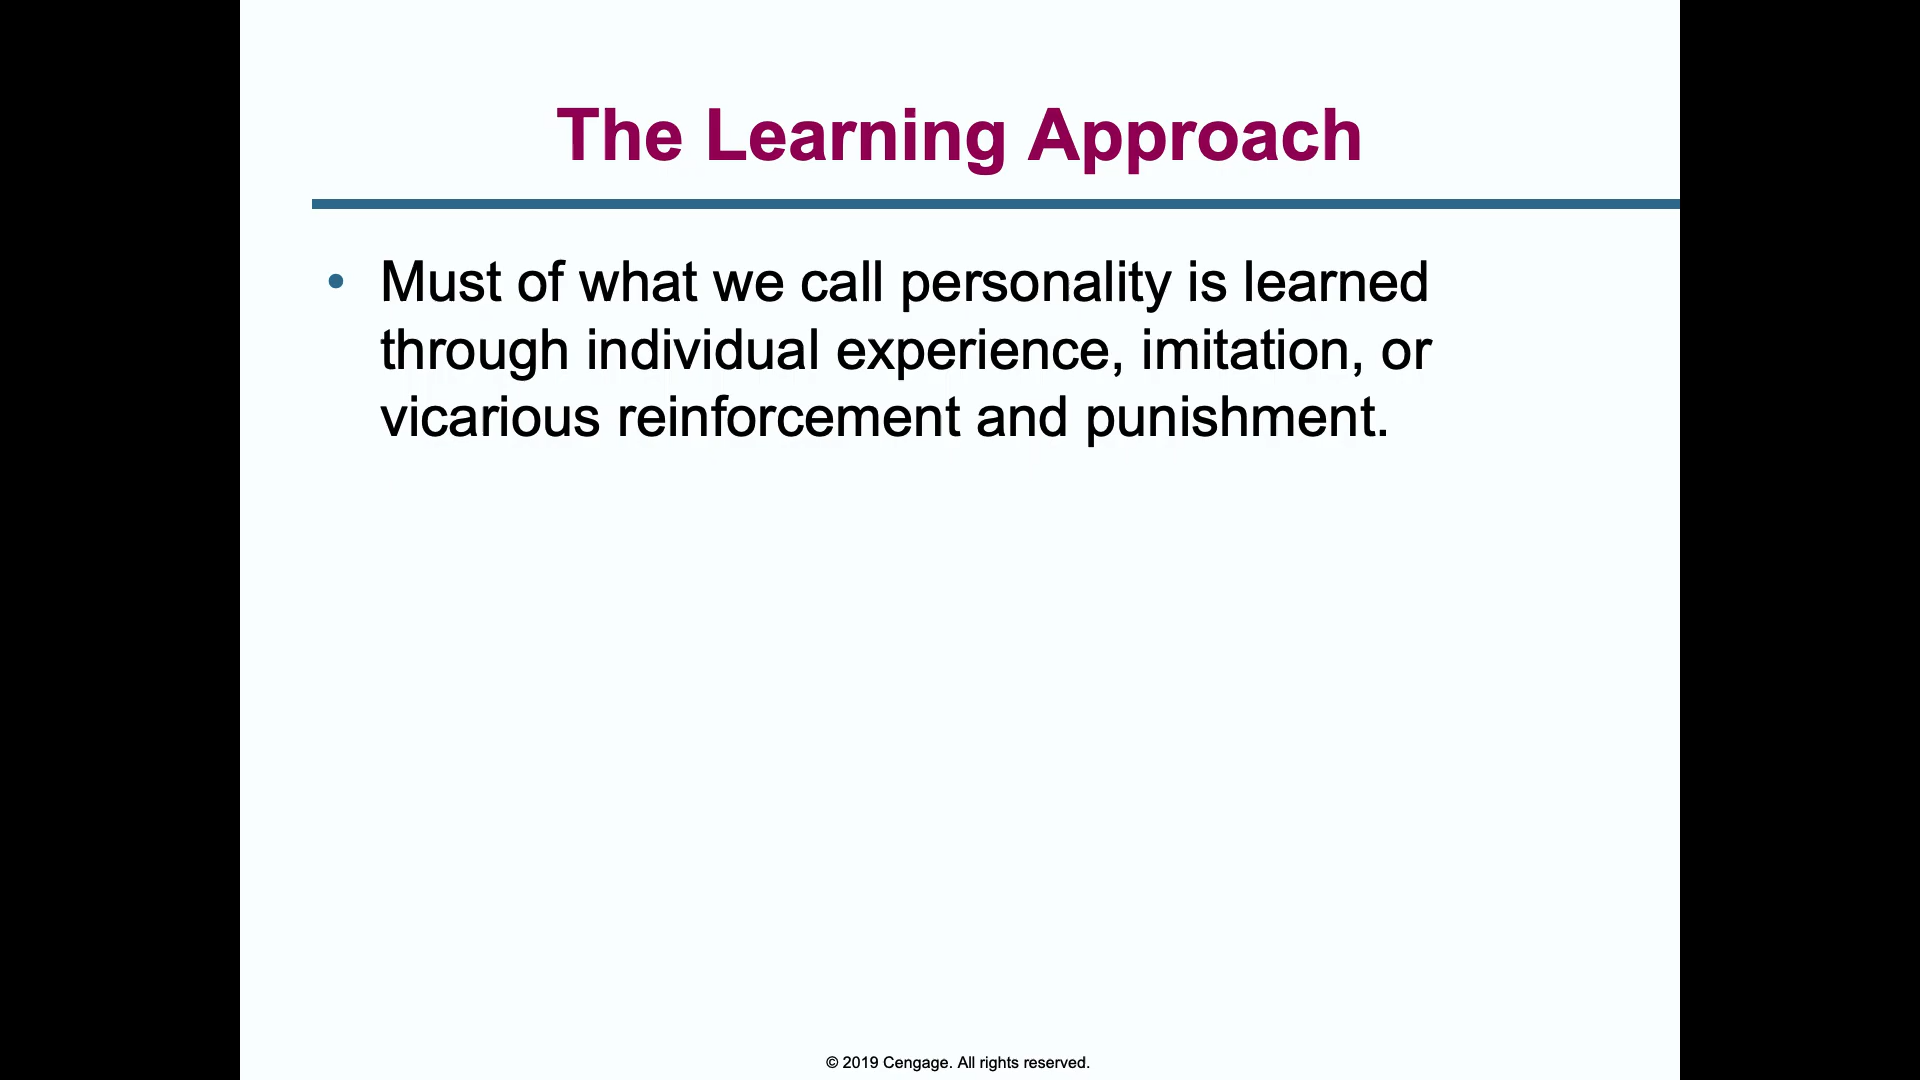 The Learning Approach
• Must of what we call personality is learned
through individual experience, imitation, or
vicarious reinforcement and punishment.
© 2019 Cengage. All rights reserved.